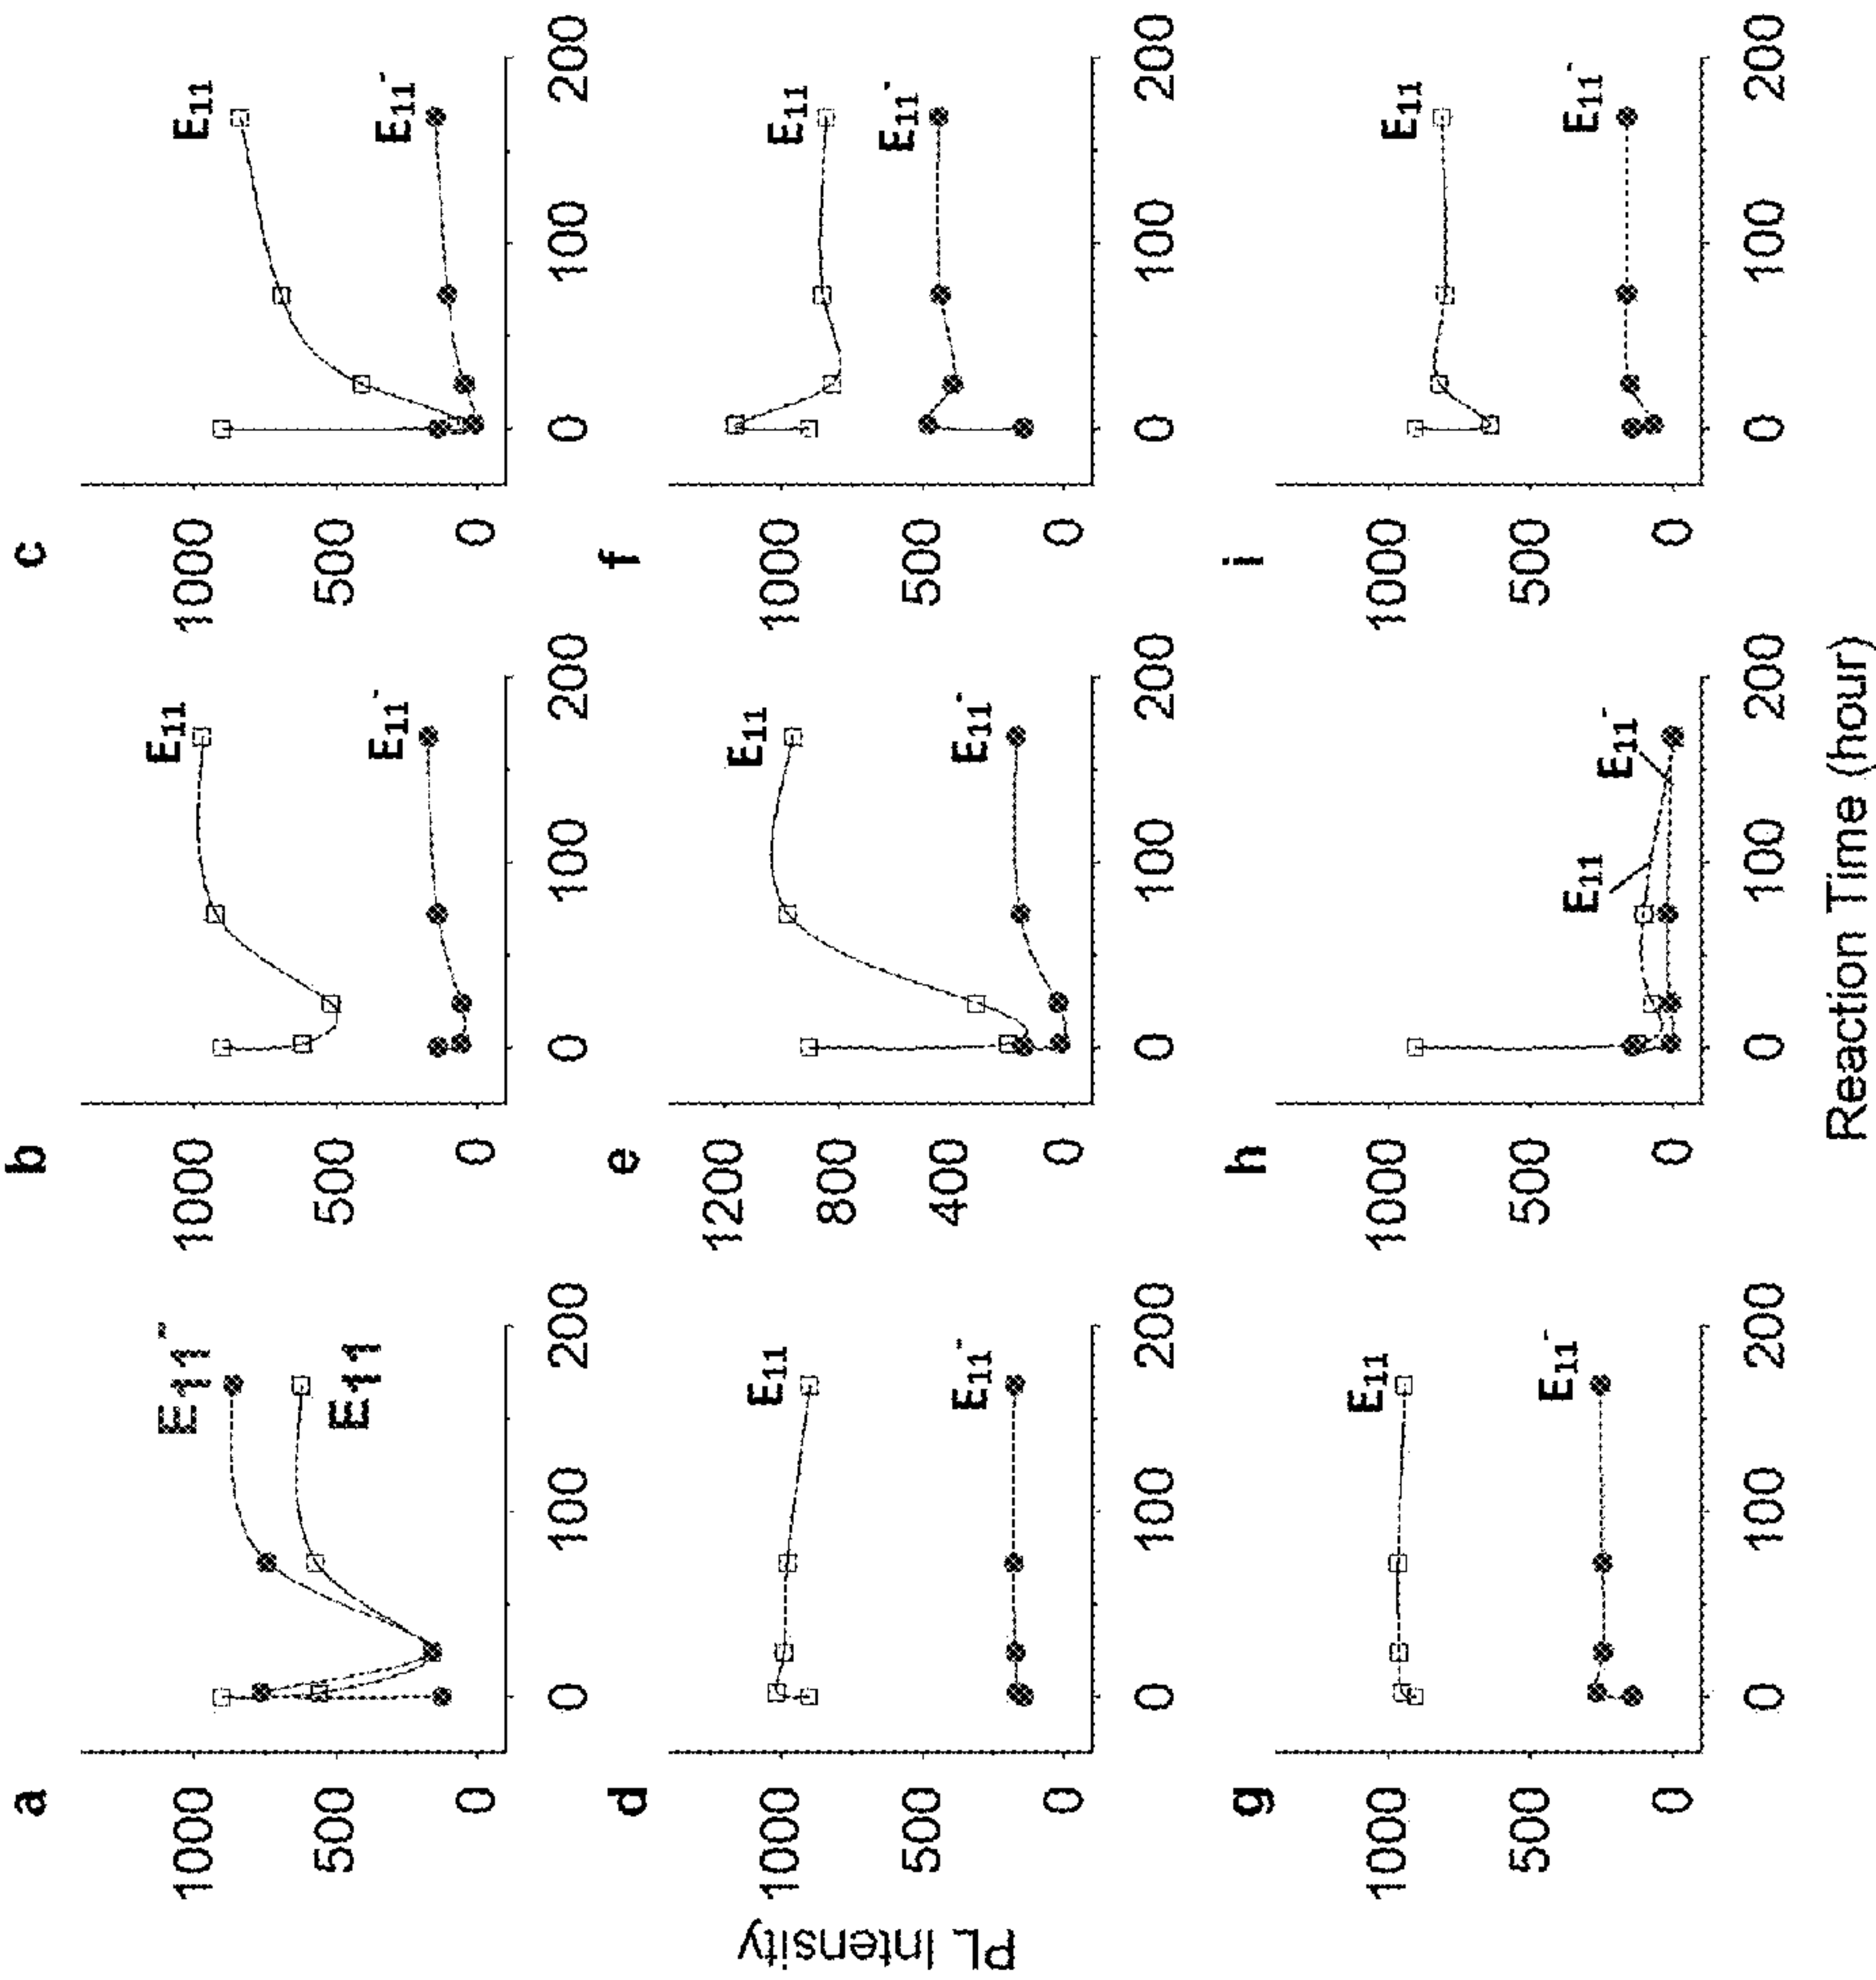 a
1000
500
0
E11⁻
E11
0
100
200
b
1000
500
0
E₁₁
E₁₁⁻
0
100
200
c
1000
500
0
E₁₁
E₁₁⁻
0
100
200
d
1000
500
0
E₁₁
E₁₁⁻
0
100
200
e
1200
800
400
0
E₁₁
E₁₁⁻
0
100
200
f
1000
500
0
E₁₁
E₁₁⁻
0
100
200
g
1000
500
0
E₁₁
E₁₁⁻
0
100
200
h
1000
500
0
E₁₁
E₁₁⁻
0
100
200
i
1000
500
0
E₁₁
E₁₁⁻
0
100
200
PL Intensity
Reaction Time (hour)